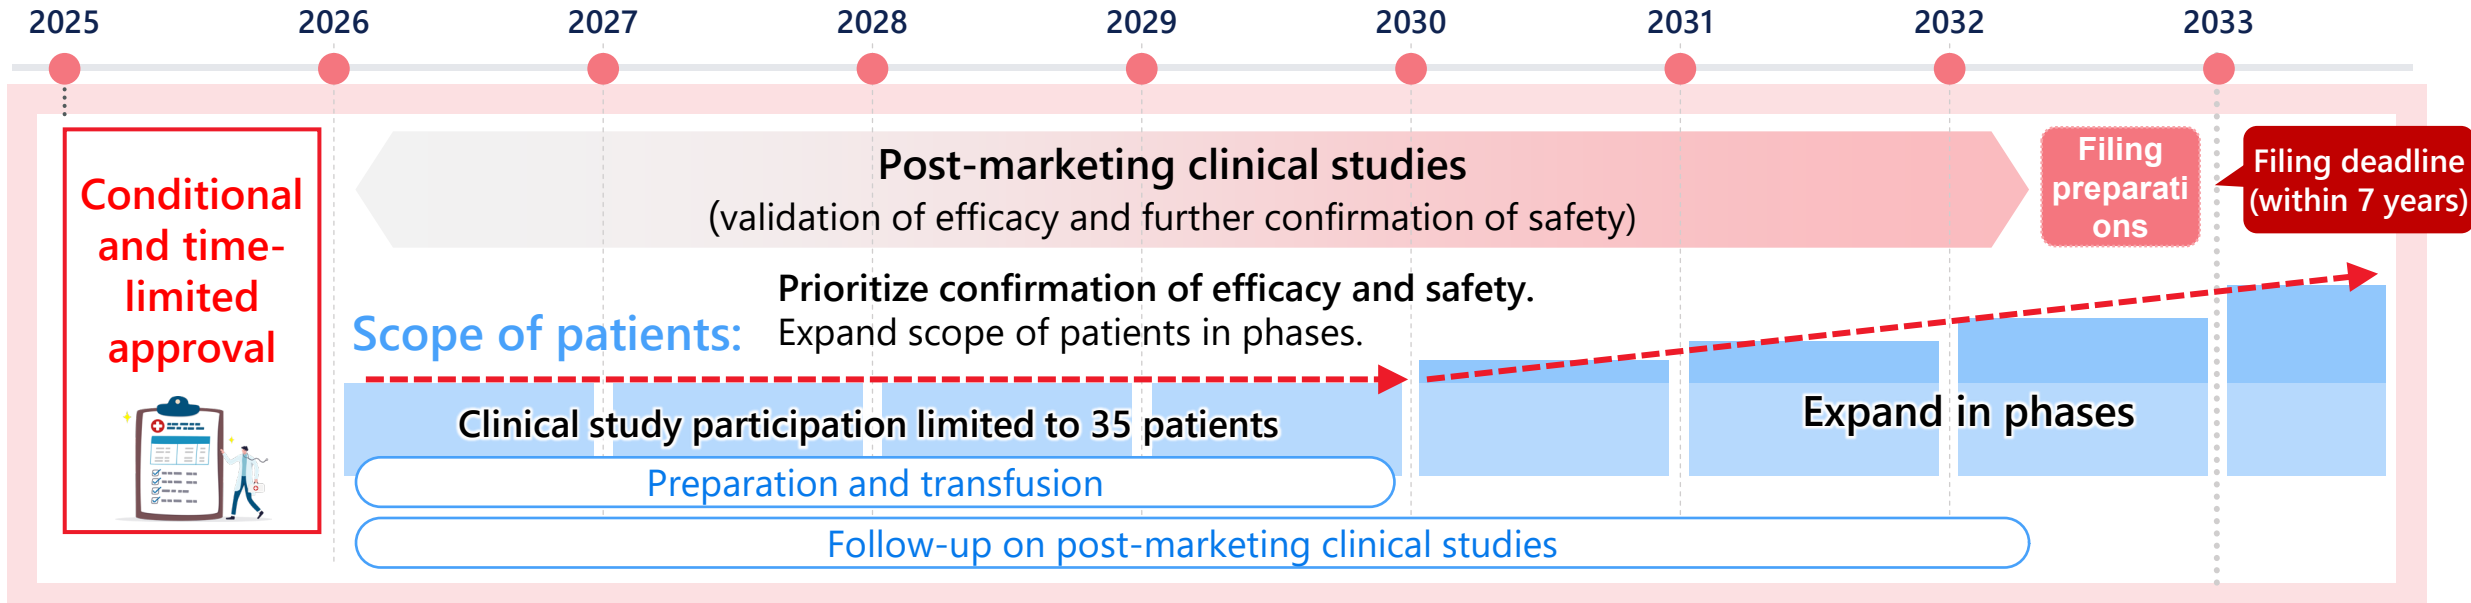 2025 2026 2027 2028 2029 2030 2031 2032 2033
Conditional
and time-
limited
approval
Post-marketing clinical studies
(validation of efficacy and further confirmation of safety)
Filing
preparati
ons
Filing deadline
(within 7 years)
Prioritize confirmation of efficacy and safety.
Scope of patients: Expand scope of patients in phases.
Clinical study participation limited to 35 patients
Expand in phases
Preparation and transfusion
Follow-up on post-marketing clinical studies